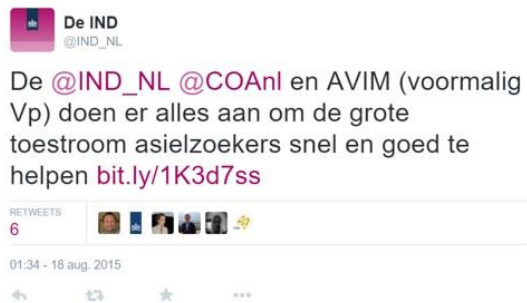 De IND
@IND_NL
De @IND_NL @COAnl en AVIM (voormalig
Vp) doen er alles aan om de grote
toestroom asielzoekers snel en goed te
helpen bit.ly/1K3d7ss
RETWEETS
6
01:34 - 18 aug. 2015